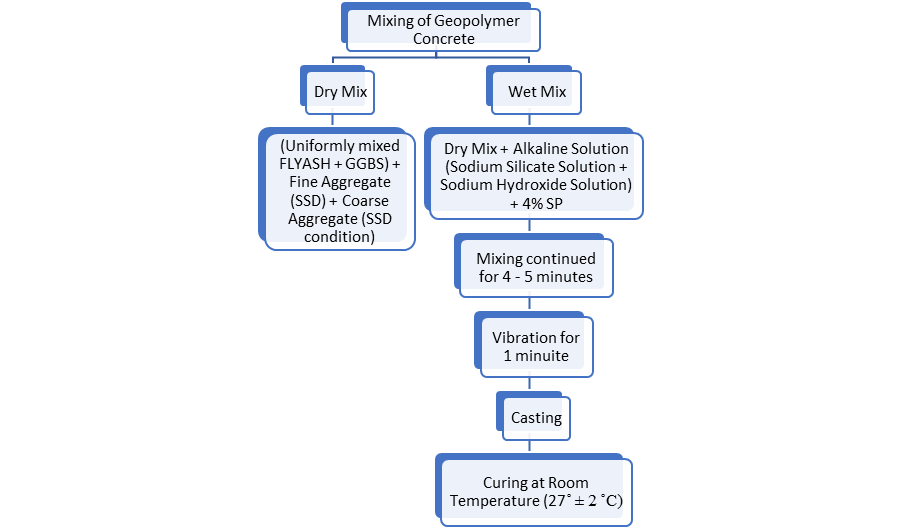 Mixing of Geopolymer
Concrete
Dry Mix
Wet Mix
(Uniformly mixed
FLYASH + GGBS) +
Fine Aggregate
(SSD) + Coarse
Aggregate (SSD
condition)
Dry Mix + Alkaline Solution
(Sodium Silicate Solution +
Sodium Hydroxide Solution)
+ 4% SP
Mixing continued
for 4 - 5 minutes
Vibration for
1 minuite
Casting
Curing at Room
Temperature (27˚ ± 2 ˚C)